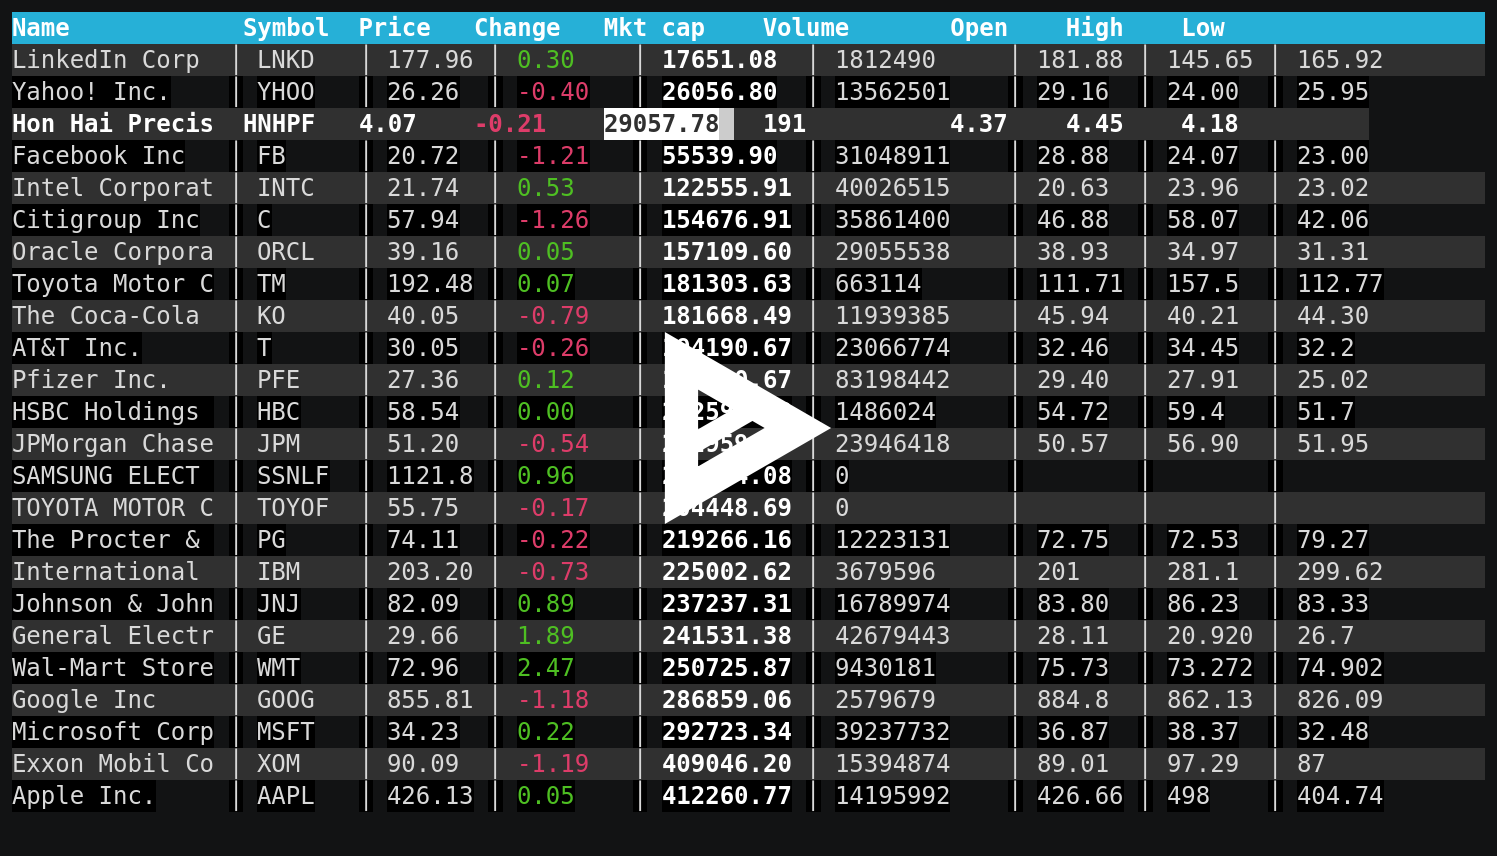 Name Symbol Price Change Mkt cap Volume Open High Low
LinkedIn Corp │ LNKD │ 177.96 │ 0.30 │ 17651.08 │ 1812490 │ 181.88 │ 145.65 │ 165.92
Yahoo! Inc. │ YHOO │ 26.26 │ -0.40 │ 26056.80 │ 13562501 │ 29.16 │ 24.00 │ 25.95
Hon Hai Precis HNHPF 4.07 -0.21 29057.78 191 4.37 4.45 4.18
Facebook Inc │ FB │ 20.72 │ -1.21 │ 55539.90 │ 31048911 │ 28.88 │ 24.07 │ 23.00
Intel Corporat │ INTC │ 21.74 │ 0.53 │ 122555.91 │ 40026515 │ 20.63 │ 23.96 │ 23.02
Citigroup Inc │ C │ 57.94 │ -1.26 │ 154676.91 │ 35861400 │ 46.88 │ 58.07 │ 42.06
Oracle Corpora │ ORCL │ 39.16 │ 0.05 │ 157109.60 │ 29055538 │ 38.93 │ 34.97 │ 31.31
Toyota Motor C │ TM │ 192.48 │ 0.07 │ 181303.63 │ 663114 │ 111.71 │ 157.5 │ 112.77
The Coca-Cola │ KO │ 40.05 │ -0.79 │ 181668.49 │ 11939385 │ 45.94 │ 40.21 │ 44.30
AT&T Inc. │ T │ 30.05 │ -0.26 │ │ 23066774 │ 32.46 │ 34.45 │ 32.2
Pfizer Inc. │ PFE │ 27.36 │ 0.12 │ │ 83198442 │ 29.40 │ 27.91 │ 25.02
HSBC Holdings │ HBC │ 58.54 │ 0.00 │ │ 1486024 │ 54.72 │ 59.4 │ 51.7
JPMorgan Chase │ JPM │ 51.20 │ -0.54 │ │ 23946418 │ 50.57 │ 56.90 │ 51.95
SAMSUNG ELECT │ SSNLF │ 1121.8 │ 0.96 │ │ 0 │ │ │
TOYOTA MOTOR C │ TOYOF │ 55.75 │ -0.17 │ │ 0 │ │ │
The Procter & │ PG │ 74.11 │ -0.22 │ 219266.16 │ 12223131 │ 72.75 │ 72.53 │ 79.27
International │ IBM │ 203.20 │ -0.73 │ 225002.62 │ 3679596 │ 201 │ 281.1 │ 299.62
Johnson & John │ JNJ │ 82.09 │ 0.89 │ 237237.31 │ 16789974 │ 83.80 │ 86.23 │ 83.33
General Electr │ GE │ 29.66 │ 1.89 │ 241531.38 │ 42679443 │ 28.11 │ 20.920 │ 26.7
Wal-Mart Store │ WMT │ 72.96 │ 2.47 │ 250725.87 │ 9430181 │ 75.73 │ 73.272 │ 74.902
Google Inc │ GOOG │ 855.81 │ -1.18 │ 286859.06 │ 2579679 │ 884.8 │ 862.13 │ 826.09
Microsoft Corp │ MSFT │ 34.23 │ 0.22 │ 292723.34 │ 39237732 │ 36.87 │ 38.37 │ 32.48
Exxon Mobil Co │ XOM │ 90.09 │ -1.19 │ 409046.20 │ 15394874 │ 89.01 │ 97.29 │ 87
Apple Inc. │ AAPL │ 426.13 │ 0.05 │ 412260.77 │ 14195992 │ 426.66 │ 498 │ 404.74